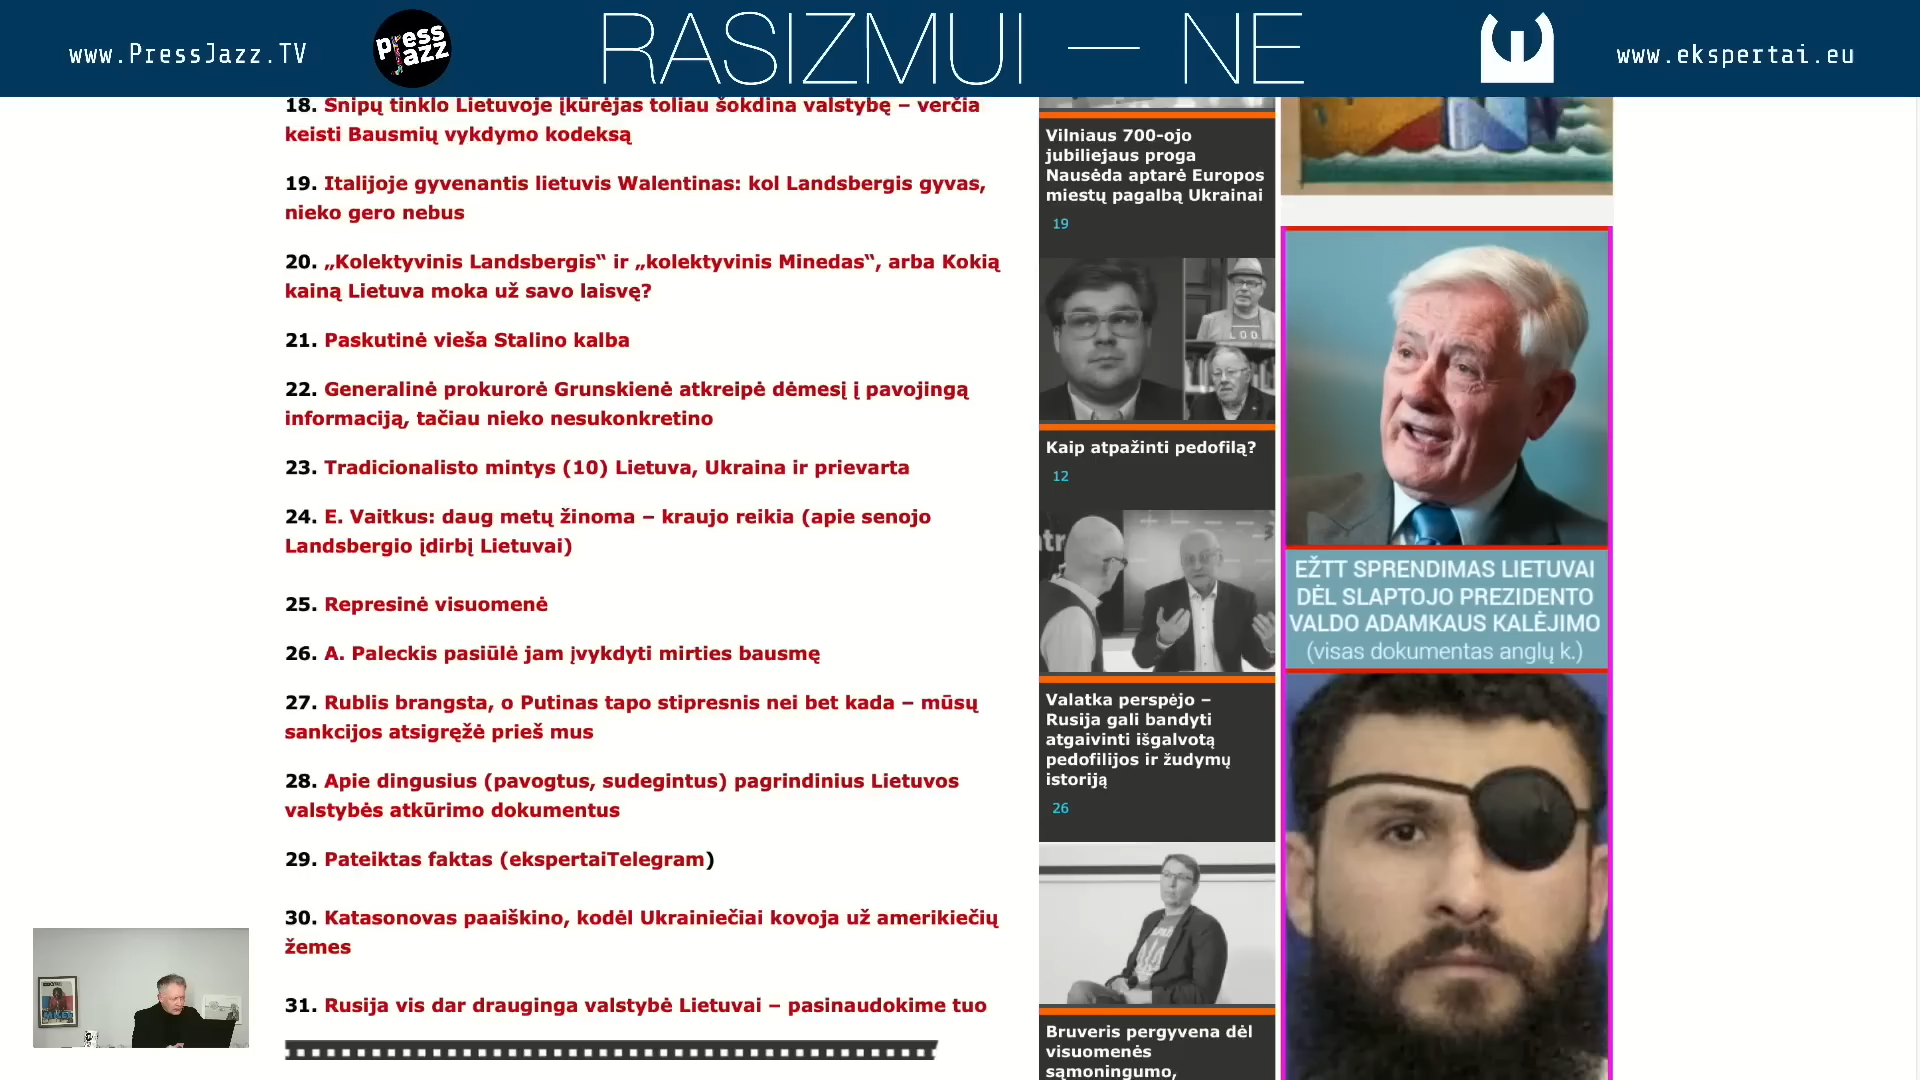 www.PressJazz.TV
press
jazz
RASIZMUI — NE
www.ekspertai.eu
18. Snipų tinklo Lietuvoje įkūrėjas toliau šokdina valstybę – verčia
keisti Bausmių vykdymo kodeksą
19. Italijoje gyvenantis lietuvis Walentinas: kol Landsbergis gyvas,
nieko gero nebus
20. „Kolektyvinis Landsbergis“ ir „kolektyvinis Minedas“, arba Kokią
kainą Lietuva moka už savo laisvę?
21. Paskutinė vieša Stalino kalba
22. Generalinė prokurorė Grunskienė atkreipė dėmesį į pavojingą
informaciją, tačiau nieko nesukonkretino
23. Tradicionalisto mintys (10) Lietuva, Ukraina ir prievarta
24. E. Vaitkus: daug metų žinoma – kraujo reikia (apie senojo
Landsbergio įdirbį Lietuvai)
25. Represinė visuomenė
26. A. Paleckis pasiūlė jam įvykdyti mirties bausmę
27. Rublis brangsta, o Putinas tapo stipresnis nei bet kada – mūsų
sankcijos atsigręžė prieš mus
28. Apie dingusius (pavogtus, sudegintus) pagrindinius Lietuvos
valstybės atkūrimo dokumentus
29. Pateiktas faktas (ekspertaiTelegram)
30. Katasonovas paaiškino, kodėl Ukrainiečiai kovoja už amerikiečių
žemes
31. Rusija vis dar draudinga valstybė Lietuvai – pasinaudokime tuo
Vilniaus 700-ojo
jubiliejaus proga
Nausėda aptarė Europos
miestų pagalbą Ukrainai
19
Kaip atpažinti pedofilą?
12
Valatka perspėjo –
Rusija gali bandyti
atgaivinti išgalvotą
pedofilijos ir žudymų
istoriją
26
Bruveris pergyvena dėl
visuomenės
sąmoningumo,
EŽTT SPRENDIMAS LIETUVAI
DĖL SLAPTOJO PREZIDENTO
VALDO ADAMKAUS KALĖJIMO
(visas dokumentas anglų k.)